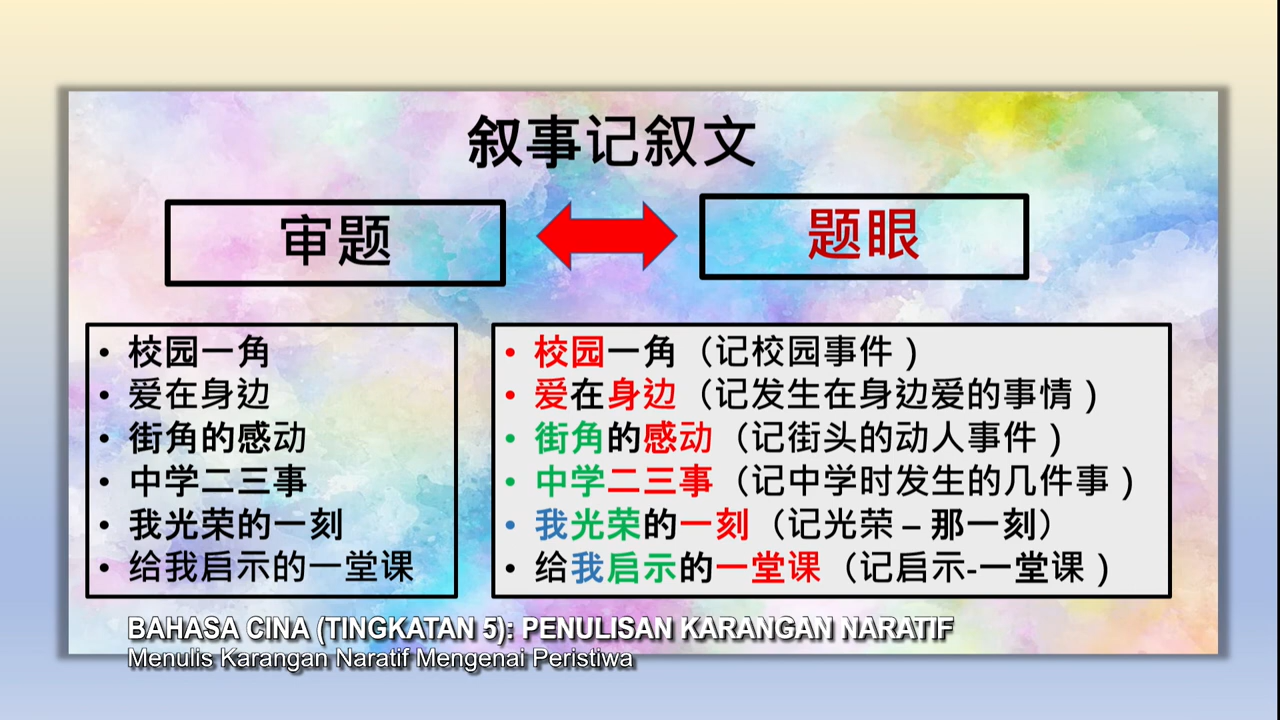 叙事记叙文
审题
题眼
• 校园一角
• 爱在身边
• 街角的感动
• 中学二三事
• 我光荣的一刻
• 给我启示的一堂课
• 校园一角（记校园事件）
• 爱在身边（记发生在身边爱的事情）
• 街角的感动（记街头的动人事件）
• 中学二三事（记中学时发生的几件事）
• 我光荣的一刻（记光荣 – 那一刻）
• 给我启示的一堂课（记启示-一堂课）
BAHASA CINA (TINGKATAN 5): PENULISAN KARANGAN NARATIF
Menulis Karangan Naratif Mengenai Peristiwa